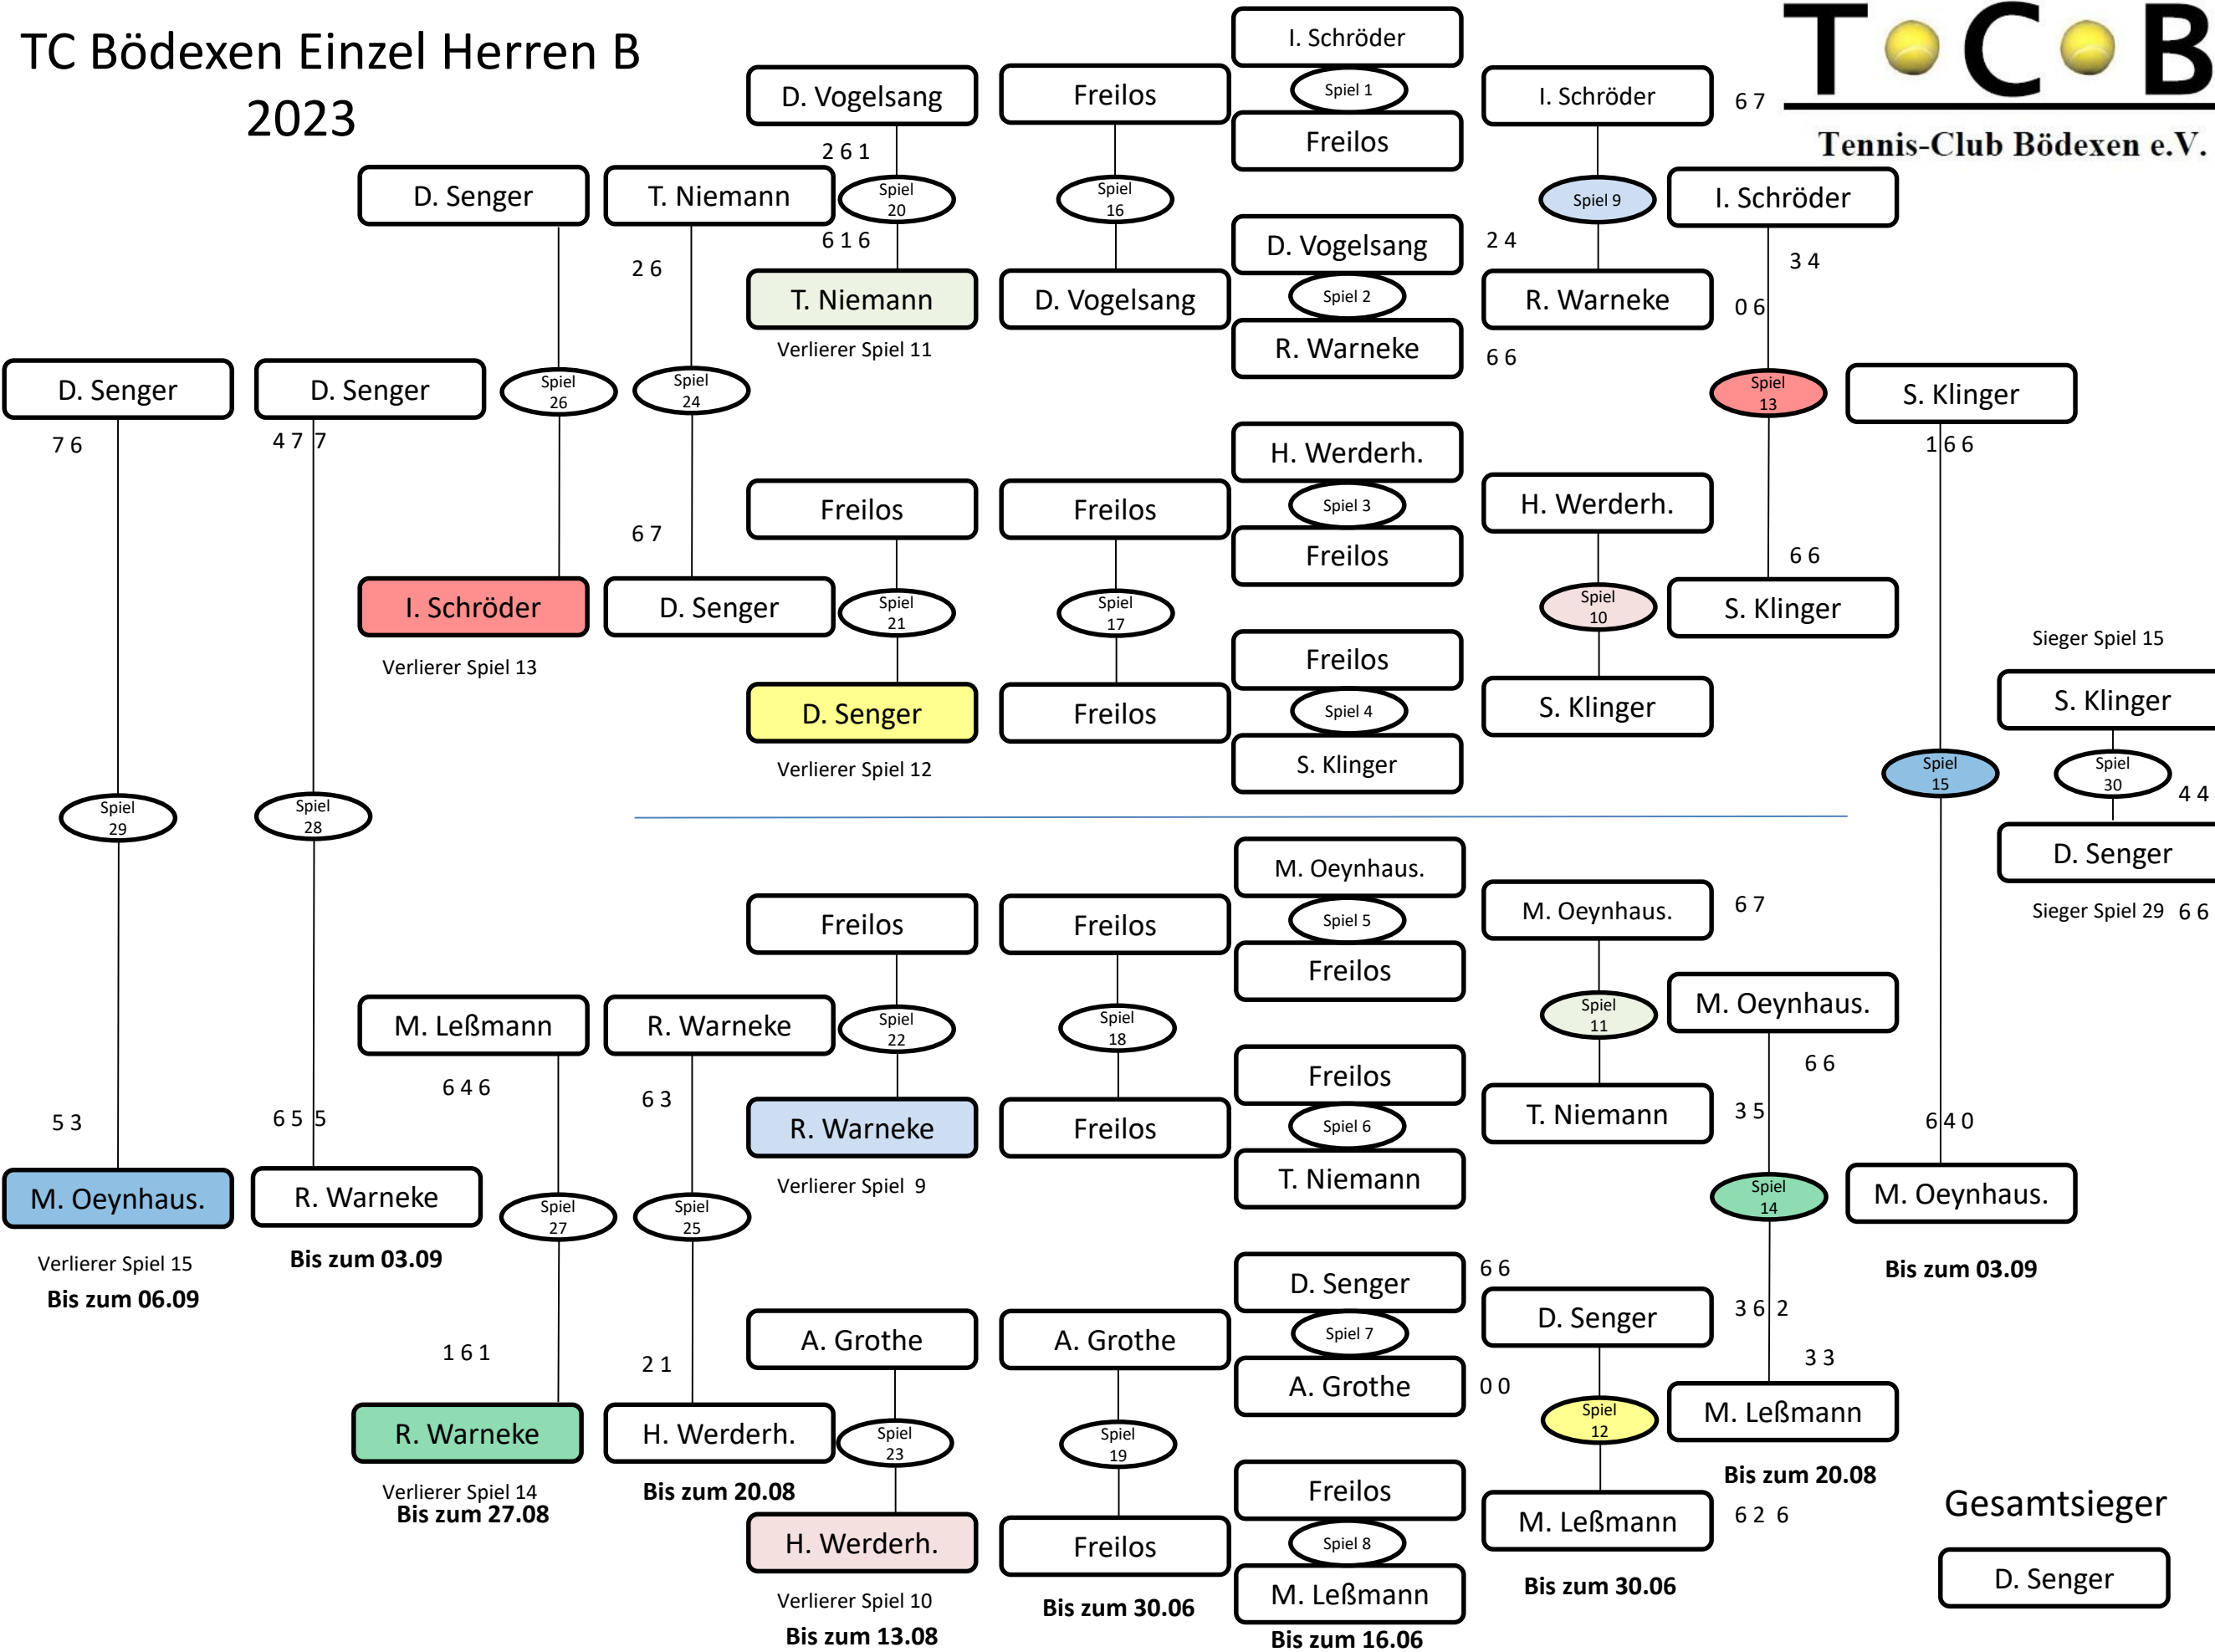 TC Bödexen Einzel Herren B
2023
T C B
Tennis-Club Bödexen e.V.
D. Senger
7 6
Spiel
29
5 3
M. Oeynhaus.
Verlierer Spiel 15
Bis zum 06.09
D. Senger
4 7 7
Spiel
28
6 5 5
R. Warneke
Bis zum 03.09
D. Senger
Spiel
26
I. Schröder
Verlierer Spiel 13
M. Leßmann
6 4 6
Spiel
27
1 6 1
R. Warneke
Verlierer Spiel 14
Bis zum 27.08
T. Niemann
2 6
Spiel
24
6 7
D. Senger
R. Warneke
6 3
Spiel
25
2 1
H. Werderh.
Bis zum 20.08
D. Vogelsang
2 6 1
Spiel
20
6 1 6
T. Niemann
Verlierer Spiel 11
Freilos
Spiel
21
D. Senger
Verlierer Spiel 12
Freilos
Spiel
22
R. Warneke
Verlierer Spiel 9
A. Grothe
Spiel
23
H. Werderh.
Verlierer Spiel 10
Bis zum 13.08
Freilos
Spiel
16
D. Vogelsang
Freilos
Spiel
17
Freilos
Freilos
Spiel
18
Freilos
A. Grothe
Spiel
19
Freilos
Bis zum 30.06
I. Schröder
Spiel 1
Freilos
D. Vogelsang
2 4
Spiel 2
R. Warneke
6 6
H. Werderh.
Spiel 3
Freilos
Freilos
Spiel 4
S. Klinger
M. Oeynhaus.
Spiel 5
Freilos
Freilos
Spiel 6
T. Niemann
D. Senger
6 6
Spiel 7
A. Grothe
0 0
Freilos
Spiel 8
M. Leßmann
Bis zum 16.06
I. Schröder
6 7
Spiel 9
R. Warneke
0 6
H. Werderh.
Spiel
10
S. Klinger
M. Oeynhaus.
6 7
Spiel
11
T. Niemann
3 5
D. Senger
3 6 2
Spiel
12
M. Leßmann
6 2 6
Bis zum 30.06
I. Schröder
3 4
Spiel
13
6 6
S. Klinger
M. Oeynhaus.
6 6
Spiel
14
3 3
M. Leßmann
Bis zum 20.08
S. Klinger
1 6 6
Spiel
15
6 4 0
M. Oeynhaus.
Bis zum 03.09
Sieger Spiel 15
S. Klinger
Spiel
30
4 4
D. Senger
Sieger Spiel 29 6 6
Gesamtsieger
D. Senger